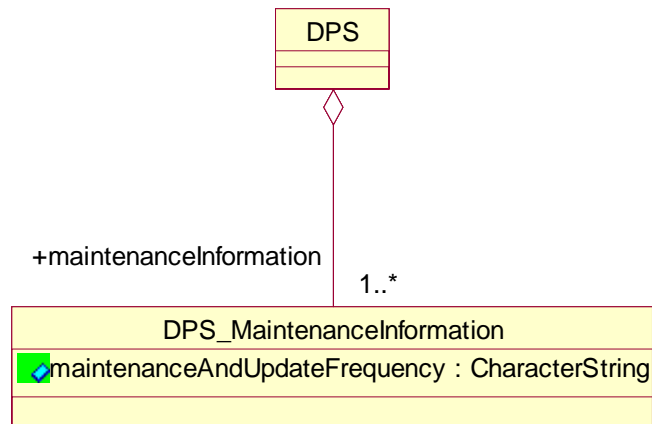 DPS
+maintenanceInformation
1..*
DPS_MaintenanceInformation
maintenanceAndUpdateFrequency : CharacterString